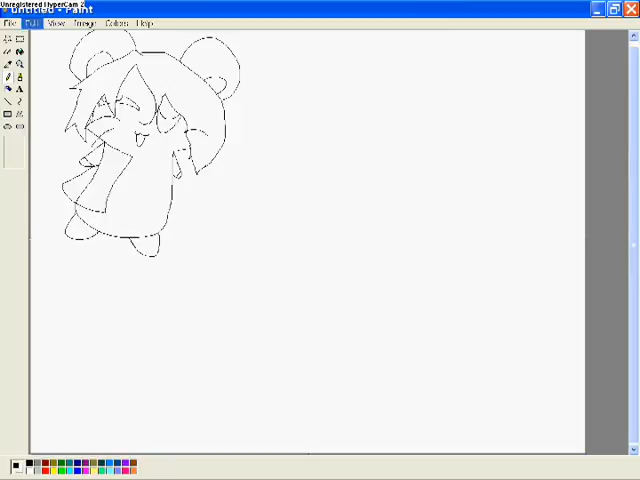 Unregistered HyperCam 2
untitled - Paint
File Edit View Image Colors Help
A